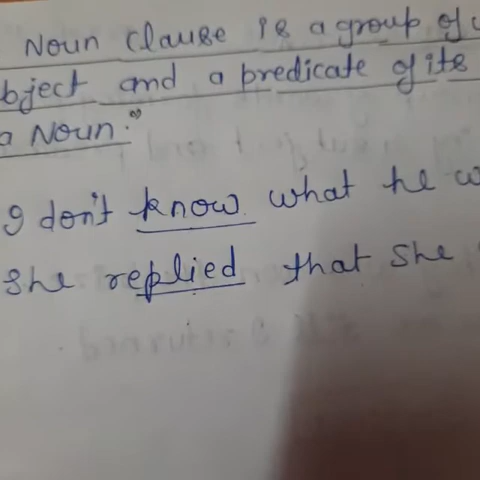 Noun Clause is a group of
bject and a predicate of its
a Noun."
I don't know what he w
She replied that she